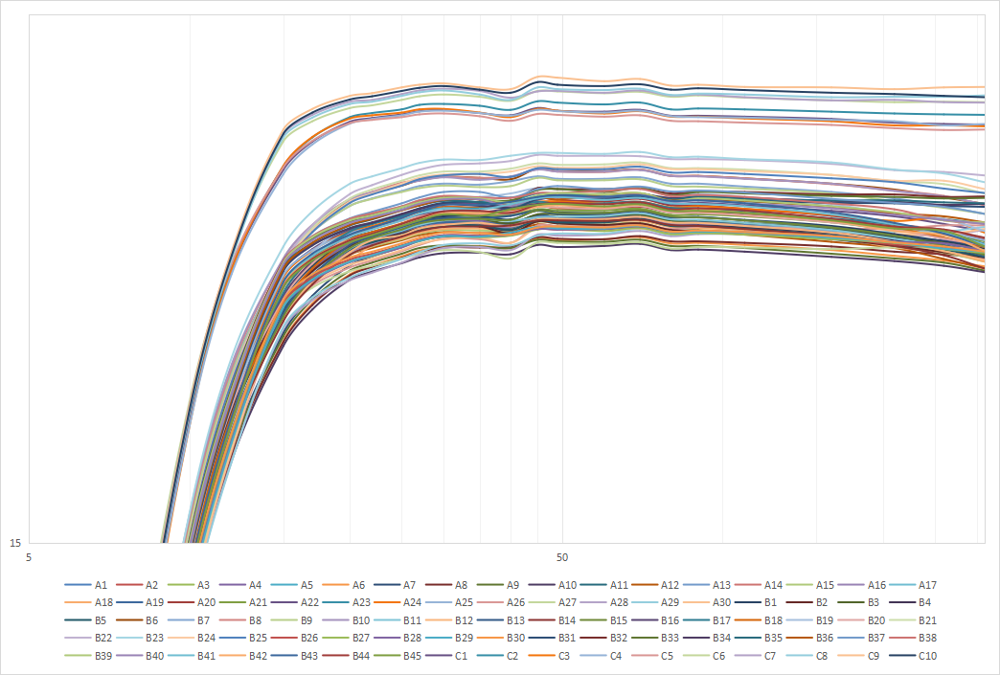 15
5 50
A1 A2 A3 A4 A5 A6 A7 A8 A9 A10 A11 A12 A13 A14 A15 A16 A17
A18 A19 A20 A21 A22 A23 A24 A25 A26 A27 A28 A29 A30 B1 B2 B3 B4
B5 B6 B7 B8 B9 B10 B11 B12 B13 B14 B15 B16 B17 B18 B19 B20 B21
B22 B23 B24 B25 B26 B27 B28 B29 B30 B31 B32 B33 B34 B35 B36 B37 B38
B39 B40 B41 B42 B43 B44 B45 C1 C2 C3 C4 C5 C6 C7 C8 C9 C10